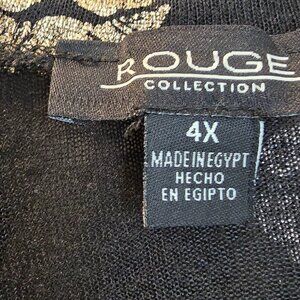 ROUGE
COLLECTION
4X
MADE IN EGYPT
HECHO
EN EGIPTO